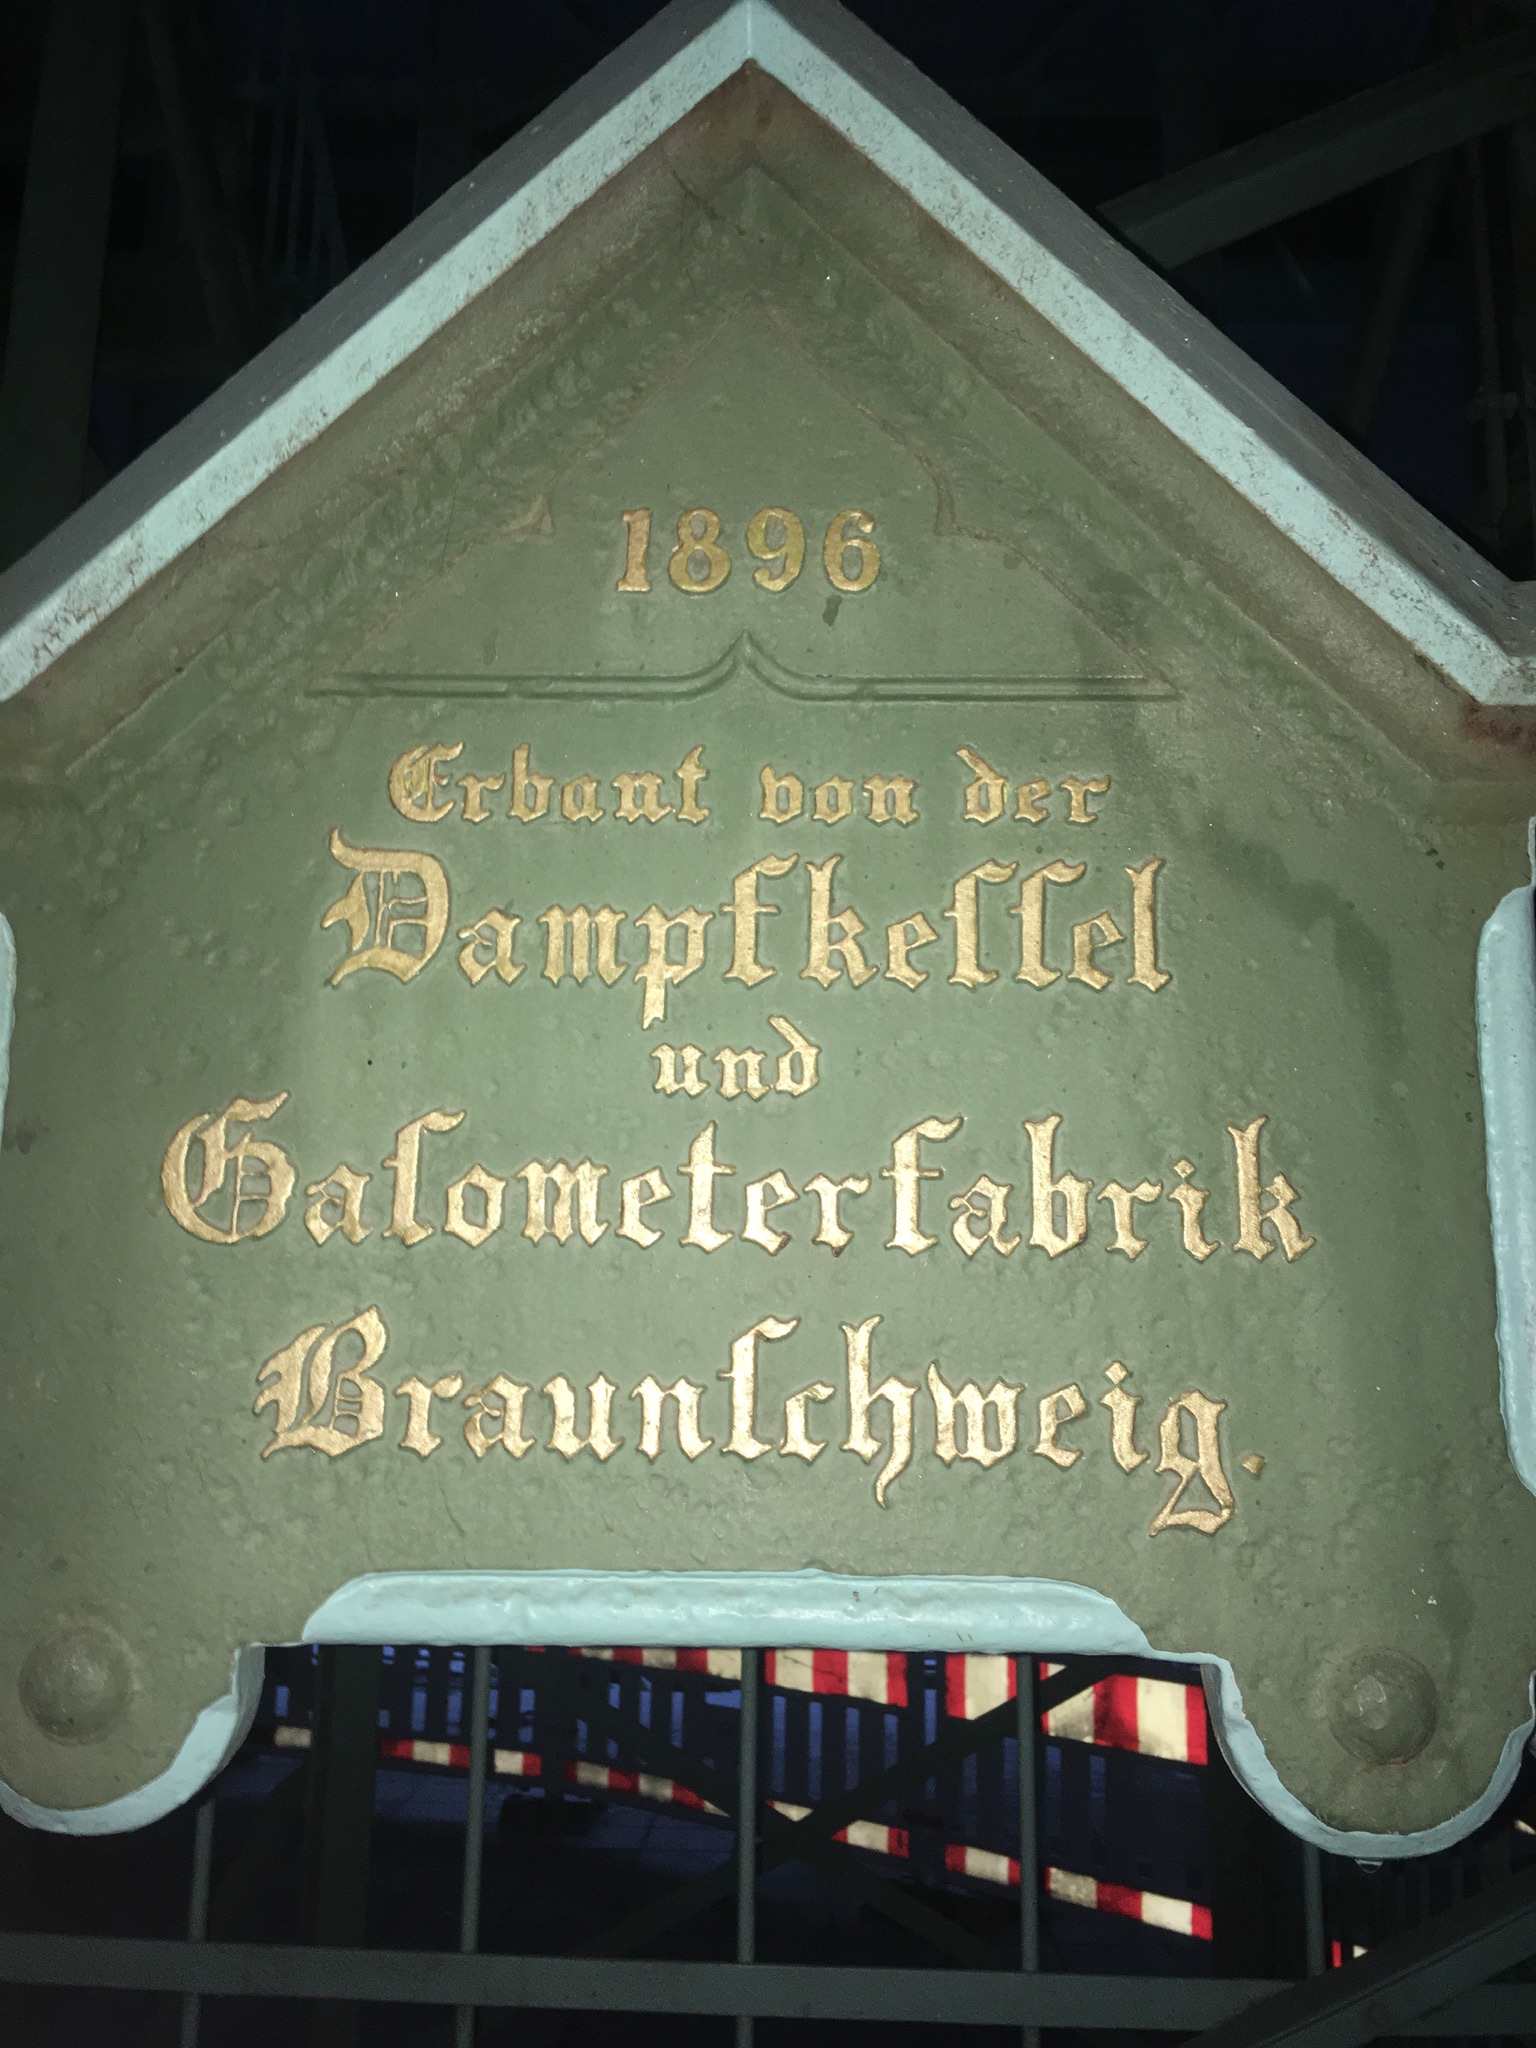 1896
Erbaut von der
Dampfkeſſel
und
Gaſometerfabrik
Braunſchweig.